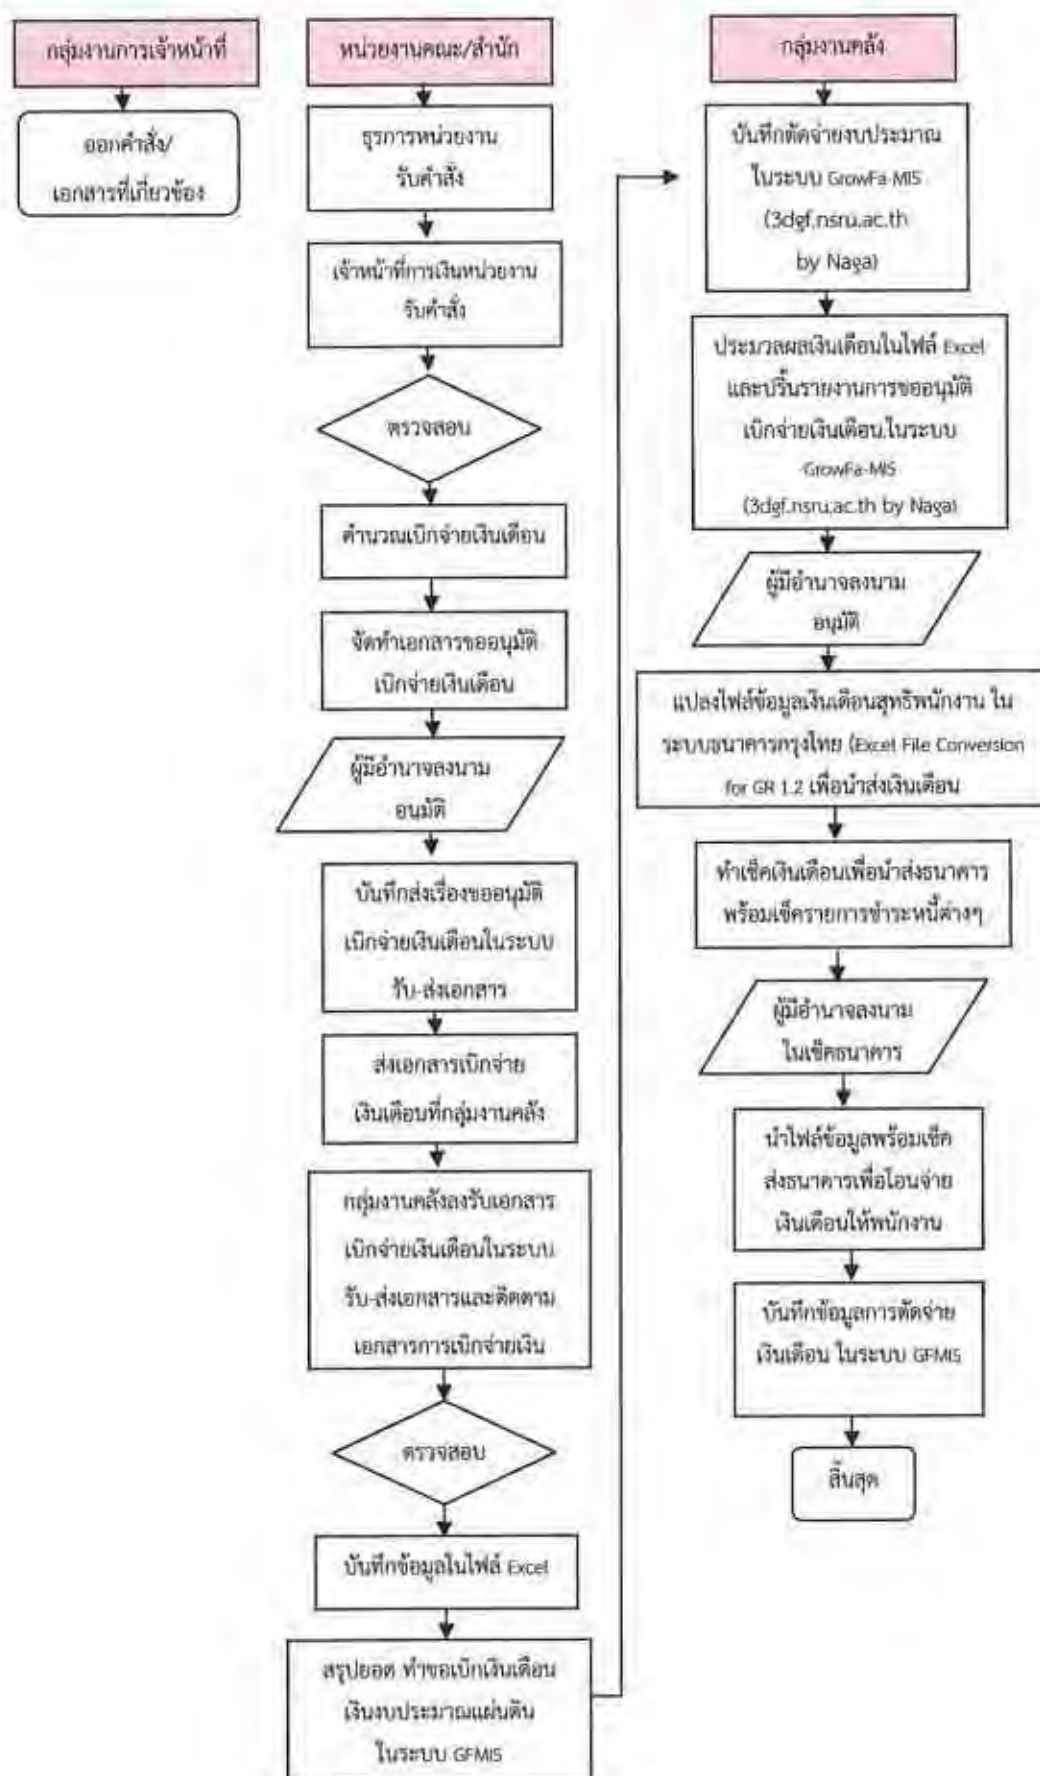 กลุ่มงานการเจ้าหน้าที่
ออกคำสั่ง/
เอกสารที่เกี่ยวข้อง
หน่วยงานคณะ/สำนัก
ธุรการหน่วยงาน
รับคำสั่ง
เจ้าหน้าที่การเงินหน่วยงาน
รับคำสั่ง
ตรวจสอบ
คำนวณเบิกจ่ายเงินเดือน
จัดทำเอกสารขออนุมัติ
เบิกจ่ายเงินเดือน
ผู้มีอำนาจลงนาม
อนุมัติ
บันทึกส่งเรื่องขออนุมัติ
เบิกจ่ายเงินเดือนในระบบ
รับ-ส่งเอกสาร
ส่งเอกสารเบิกจ่าย
เงินเดือนที่กลุ่มงานคลัง
กลุ่มงานคลังลงรับเอกสาร
เบิกจ่ายเงินเดือนในระบบ
รับ-ส่งเอกสารและติดตาม
เอกสารการเบิกจ่ายเงิน
ตรวจสอบ
บันทึกข้อมูลในไฟล์ Excel
สรุปยอด ทำขอเบิกเงินเดือน
เงินงบประมาณแผ่นดิน
ในระบบ GFMIS
กลุ่มงานคลัง
บันทึกตัดจ่ายงบประมาณ
ในระบบ GrowFa-MIS
(3dgf.nsru.ac.th
by Naga)
ประมวลผลเงินเดือนในไฟล์ Excel
และปริ้นรายงานการขออนุมัติ
เบิกจ่ายเงินเดือน.ในระบบ
GrowFa-MIS
(3dgf.nsru.ac.th by Naga)
ผู้มีอำนาจลงนาม
อนุมัติ
แปลงไฟล์ข้อมูลเงินเดือนสุทธิพนักงาน ใน
ระบบธนาคารกรุงไทย (Excel File Conversion
for GR 1.2 เพื่อนำส่งเงินเดือน
ทำเช็คเงินเดือนเพื่อนำส่งธนาคาร
พร้อมเช็ครายการชำระหนี้ต่างๆ
ผู้มีอำนาจลงนาม
ในเช็คธนาคาร
นำไฟล์ข้อมูลพร้อมเช็ค
ส่งธนาคารเพื่อโอนจ่าย
เงินเดือนให้พนักงาน
บันทึกข้อมูลการตัดจ่าย
เงินเดือน ในระบบ GFMIS
สิ้นสุด